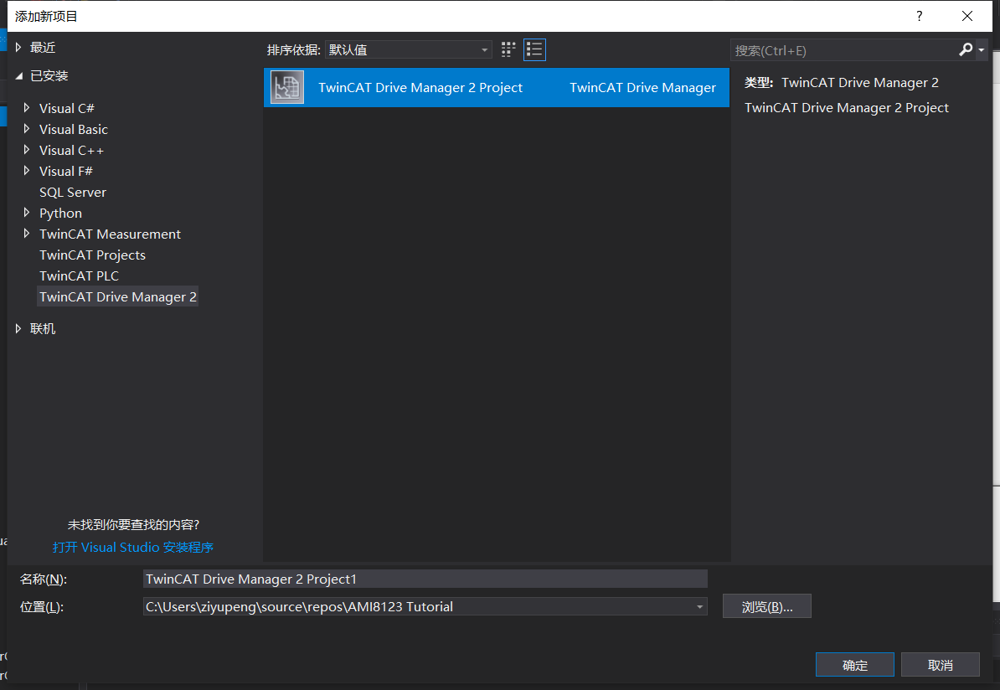 添加新项目
?
最近
已安装
Visual C#
Visual Basic
Visual C++
Visual F#
SQL Server
Python
TwinCAT Measurement
TwinCAT Projects
TwinCAT PLC
TwinCAT Drive Manager 2
联机
未找到你要查找的内容?
打开 Visual Studio 安装程序
排序依据: 默认值
TwinCAT Drive Manager 2 Project TwinCAT Drive Manager
搜索(Ctrl+E)
类型: TwinCAT Drive Manager 2
TwinCAT Drive Manager 2 Project
名称(N): TwinCAT Drive Manager 2 Project1
位置(L): C:\Users\ziyupeng\source\repos\AMI8123 Tutorial
浏览(B)...
确定 取消